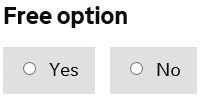 Free option
Yes No